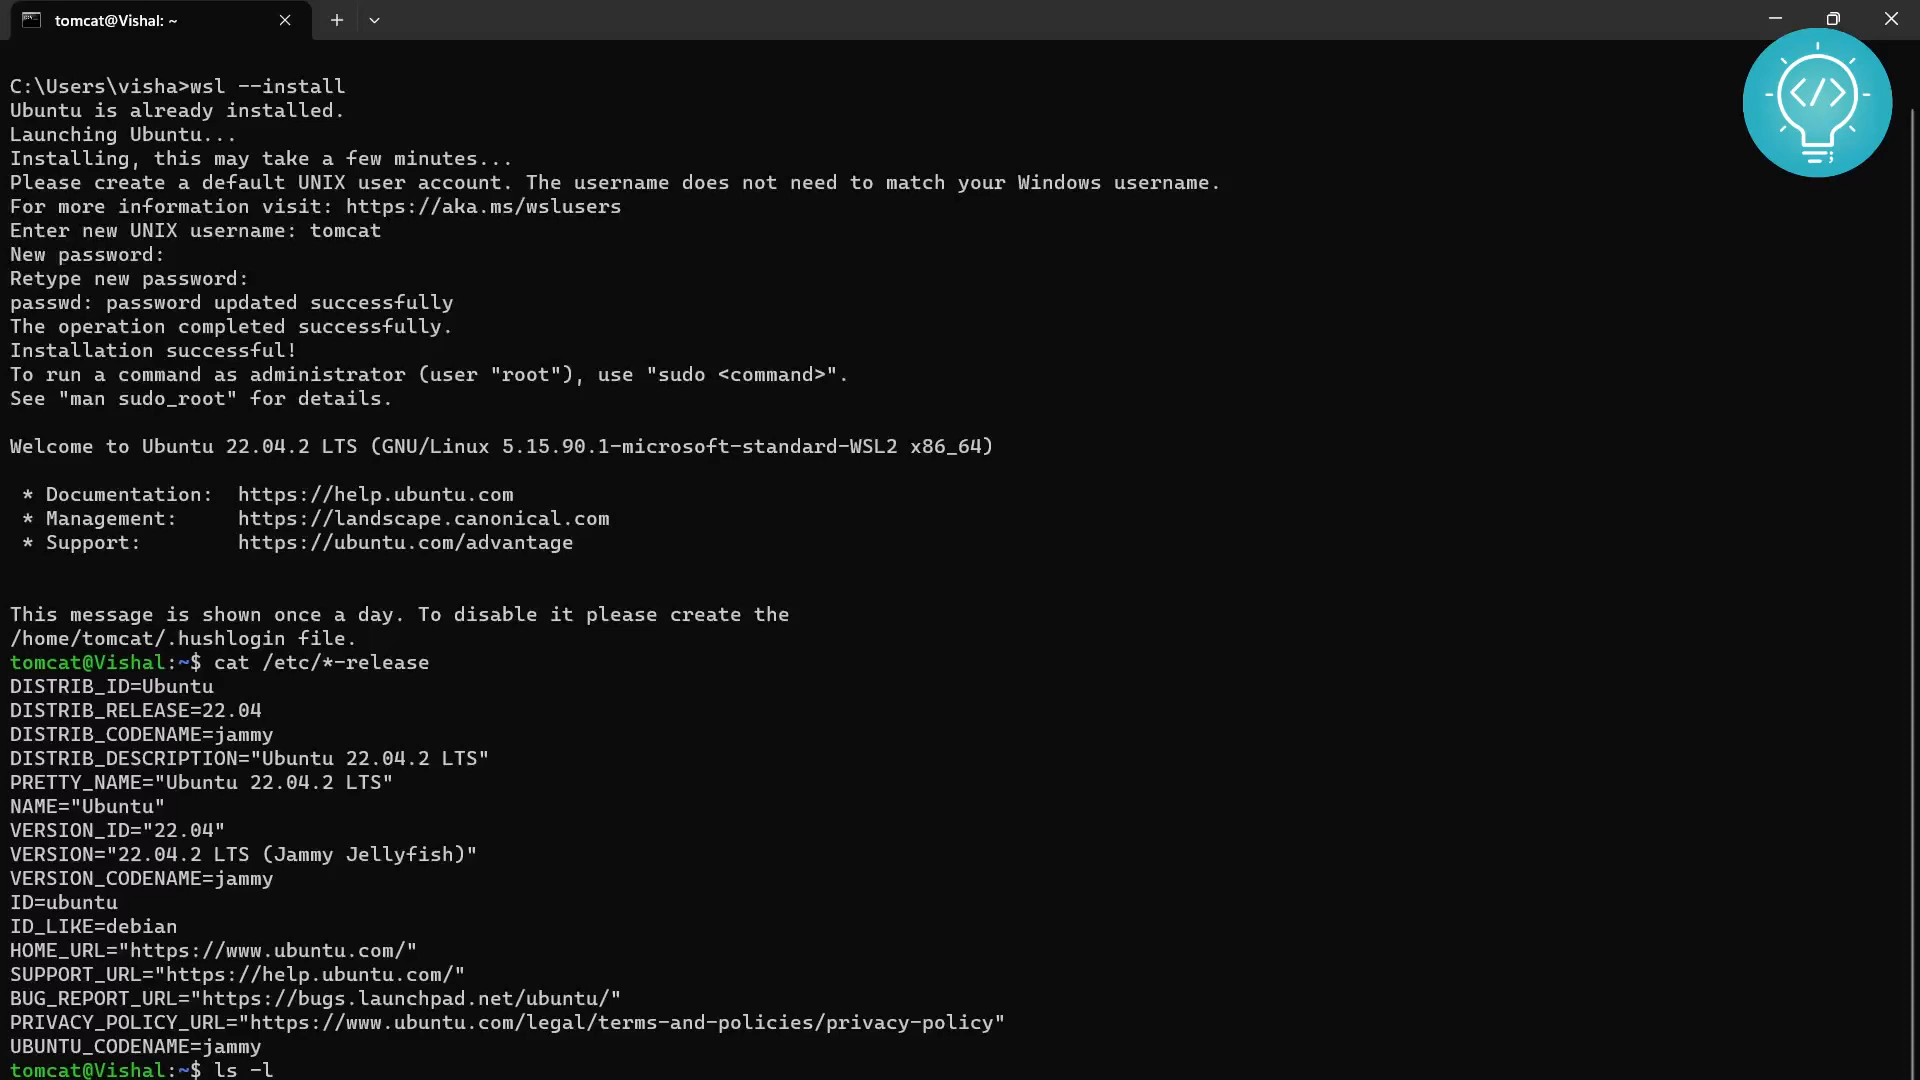 tomcat@Vishal: ~
C:\Users\visha>wsl --install
Ubuntu is already installed.
Launching Ubuntu...
Installing, this may take a few minutes...
Please create a default UNIX user account. The username does not need to match your Windows username.
For more information visit: https://aka.ms/wslusers
Enter new UNIX username: tomcat
New password:
Retype new password:
passwd: password updated successfully
The operation completed successfully.
Installation successful!
To run a command as administrator (user "root"), use "sudo <command>".
See "man sudo_root" for details.
Welcome to Ubuntu 22.04.2 LTS (GNU/Linux 5.15.90.1-microsoft-standard-WSL2 x86_64)
* Documentation:  https://help.ubuntu.com
* Management:     https://landscape.canonical.com
* Support:        https://ubuntu.com/advantage
This message is shown once a day. To disable it please create the
/home/tomcat/.hushlogin file.
tomcat@Vishal:~$ cat /etc/*-release
DISTRIB_ID=Ubuntu
DISTRIB_RELEASE=22.04
DISTRIB_CODENAME=jammy
DISTRIB_DESCRIPTION="Ubuntu 22.04.2 LTS"
PRETTY_NAME="Ubuntu 22.04.2 LTS"
NAME="Ubuntu"
VERSION_ID="22.04"
VERSION="22.04.2 LTS (Jammy Jellyfish)"
VERSION_CODENAME=jammy
ID=ubuntu
ID_LIKE=debian
HOME_URL="https://www.ubuntu.com/"
SUPPORT_URL="https://help.ubuntu.com/"
BUG_REPORT_URL="https://bugs.launchpad.net/ubuntu/"
PRIVACY_POLICY_URL="https://www.ubuntu.com/legal/terms-and-policies/privacy-policy"
UBUNTU_CODENAME=jammy
tomcat@Vishal:~$ ls -l